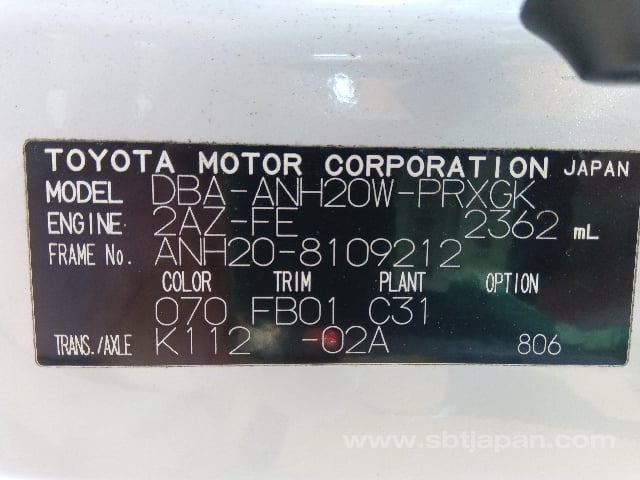 TOYOTA MOTOR CORPORATION JAPAN
MODEL DBA-ANH20W-PRXGK
ENGINE 2AZ-FE 2362 mL
FRAME No. ANH20-8109212
COLOR TRIM PLANT OPTION
070 FB01 C31
TRANS./AXLE K112 -02A 806
www.sbtjapan.com